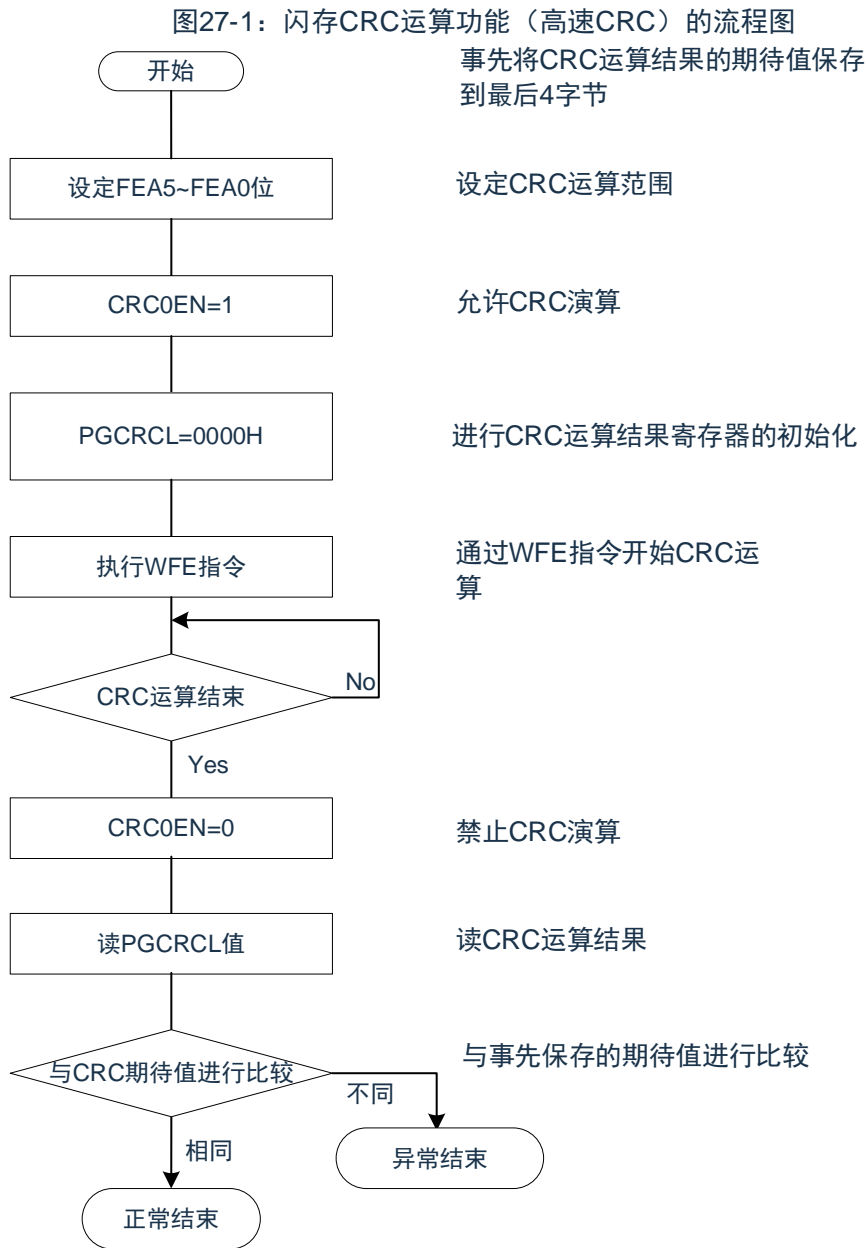 图27-1：闪存CRC运算功能（高速CRC）的流程图
开始
事先将CRC运算结果的期待值保存
到最后4字节
设定FEA5~FEA0位
设定CRC运算范围
CRC0EN=1
允许CRC演算
PGCRCL=0000H
进行CRC运算结果寄存器的初始化
执行WFE指令
通过WFE指令开始CRC运
算
CRC运算结束
No
Yes
CRC0EN=0
禁止CRC演算
读PGCRCL值
读CRC运算结果
与CRC期待值进行比较
与事先保存的期待值进行比较
不同
异常结束
相同
正常结束